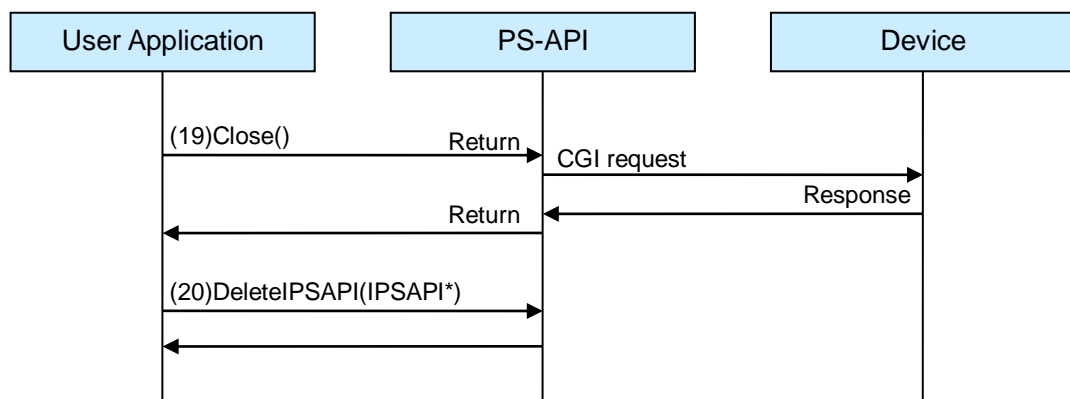 User Application
PS-API
Device
(19)Close()
Return
CGI request
Response
Return
(20)DeleteIPSAPI(IPSAPI*)